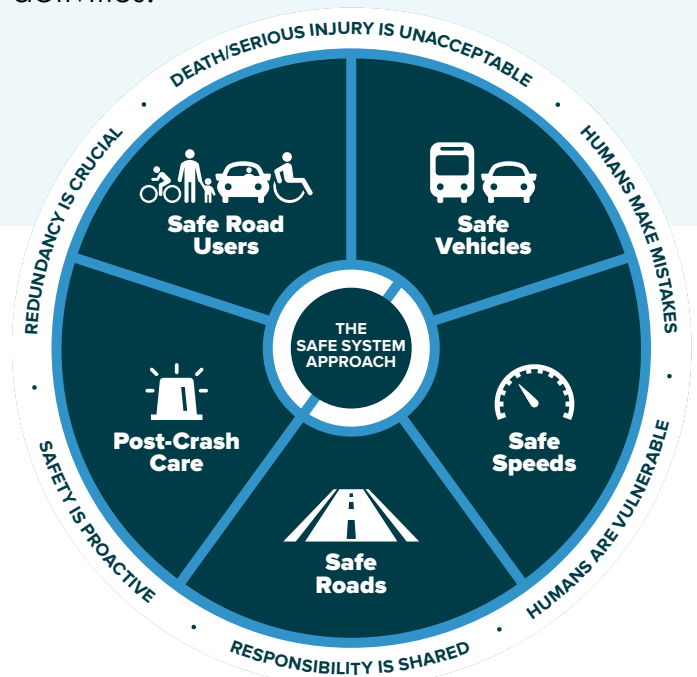 activities.
DEATH/SERIOUS INJURY IS UNACCEPTABLE
HUMANS MAKE MISTAKES
HUMANS ARE VULNERABLE
RESPONSIBILITY IS SHARED
SAFETY IS PROACTIVE
REDUNDANCY IS CRUCIAL
Safe Road
Users
Safe
Vehicles
THE
SAFE SYSTEM
APPROACH
Safe
Speeds
Safe
Roads
Post-Crash
Care